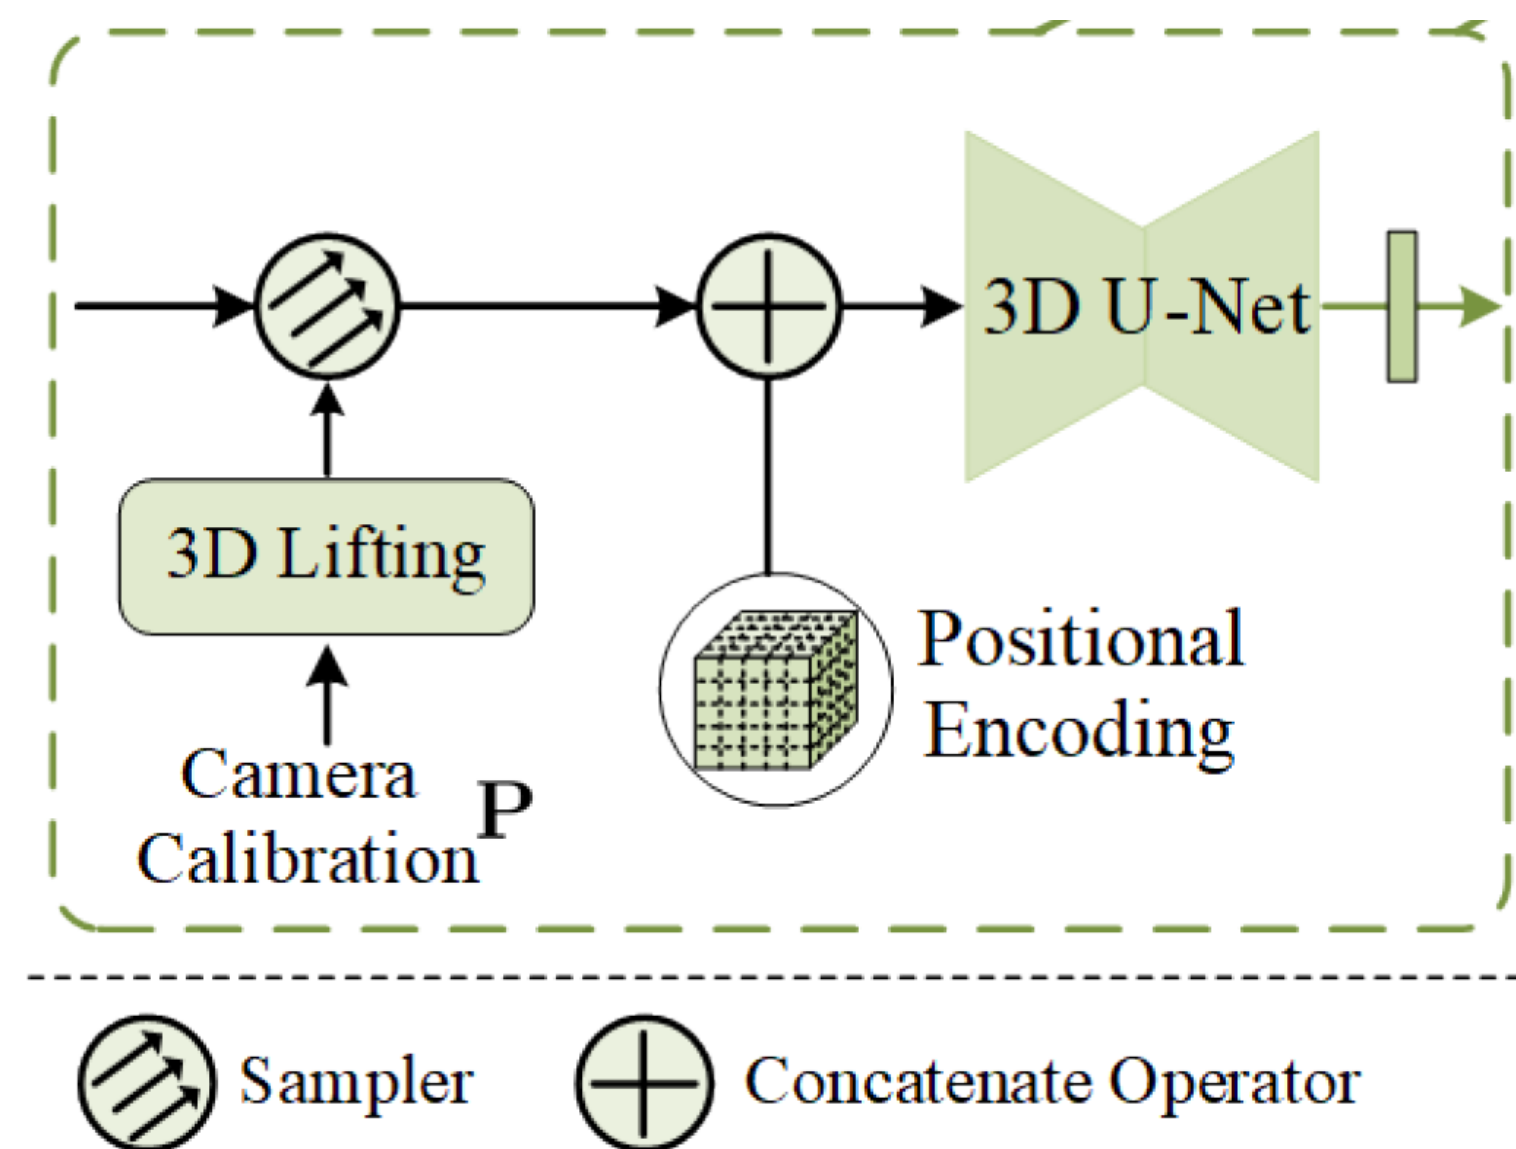 3D U-Net
3D Lifting
Positional
Encoding
Camera
Calibration P
Sampler
Concatenate Operator